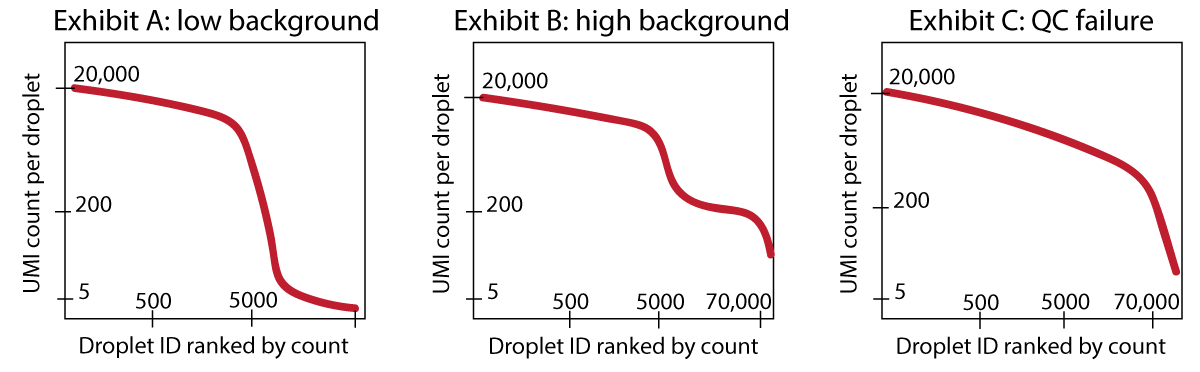 Exhibit A: low background
UMI count per droplet
20,000
200
5
500
5000
Droplet ID ranked by count
Exhibit B: high background
UMI count per droplet
20,000
200
5
500
5000
70,000
Droplet ID ranked by count
Exhibit C: QC failure
UMI count per droplet
20,000
200
5
500
5000
70,000
Droplet ID ranked by count